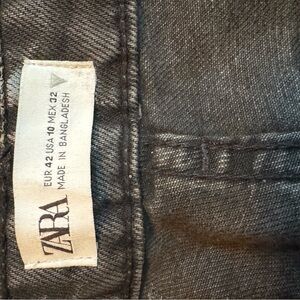 ZARA
EUR 42 USA 10 MEX 32
MADE IN BANGLADESH